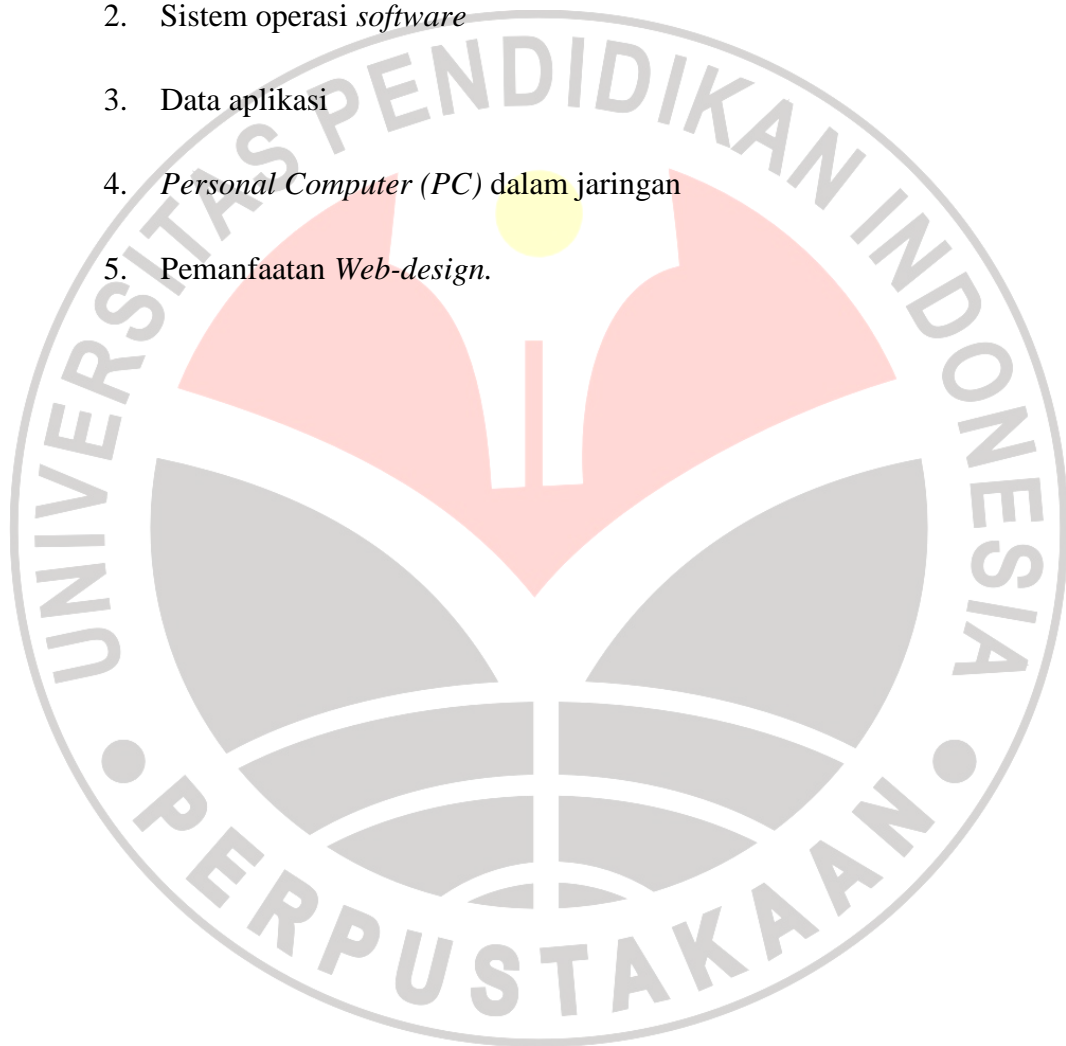 2. Sistem operasi software
3. Data aplikasi
4. Personal Computer (PC) dalam jaringan
5. Pemanfaatan Web-design.
UNIVERSITAS PENDIDIKAN INDONESIA
PERPUSTAKAAN